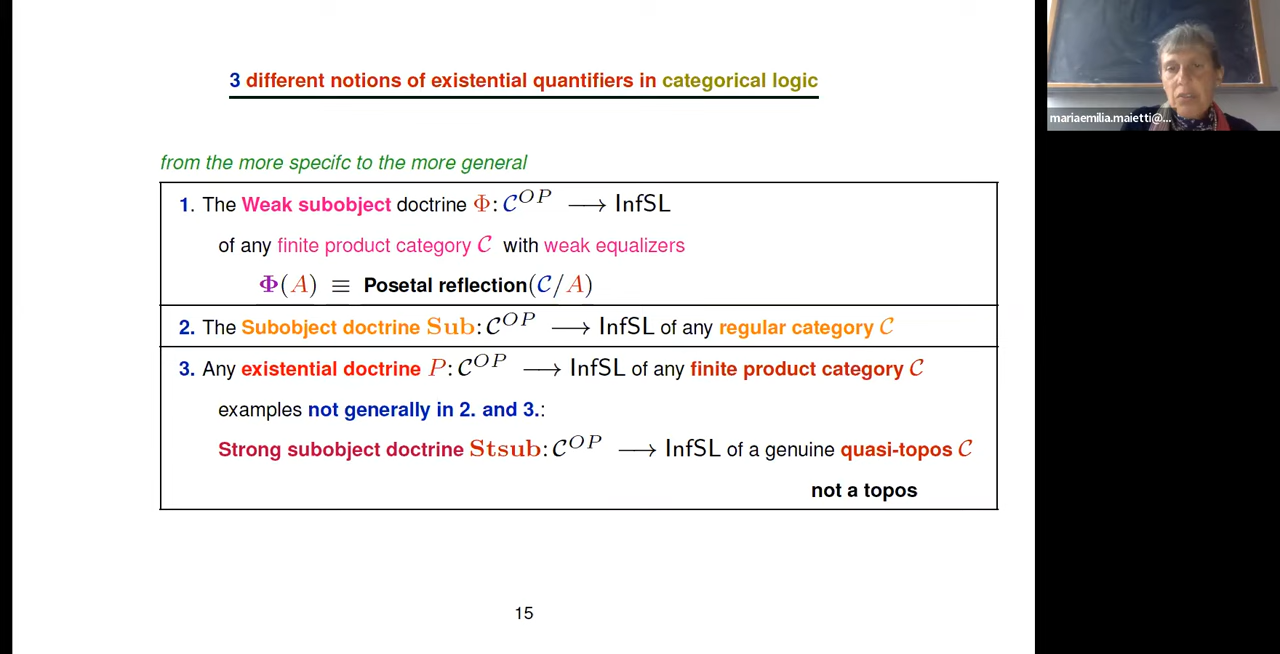 3 different notions of existential quantifiers in categorical logic
mariaemilia.maietti@...
from the more specifc to the more general
1. The Weak subobject doctrine Φ: 𝒞^OP ⟶ InfSL
of any finite product category 𝒞 with weak equalizers
Φ(A) ≡ Posetal reflection(𝒞/A)
2. The Subobject doctrine Sub: 𝒞^OP ⟶ InfSL of any regular category 𝒞
3. Any existential doctrine P: 𝒞^OP ⟶ InfSL of any finite product category 𝒞
examples not generally in 2. and 3.:
Strong subobject doctrine Stsub: 𝒞^OP ⟶ InfSL of a genuine quasi-topos 𝒞
not a topos
15